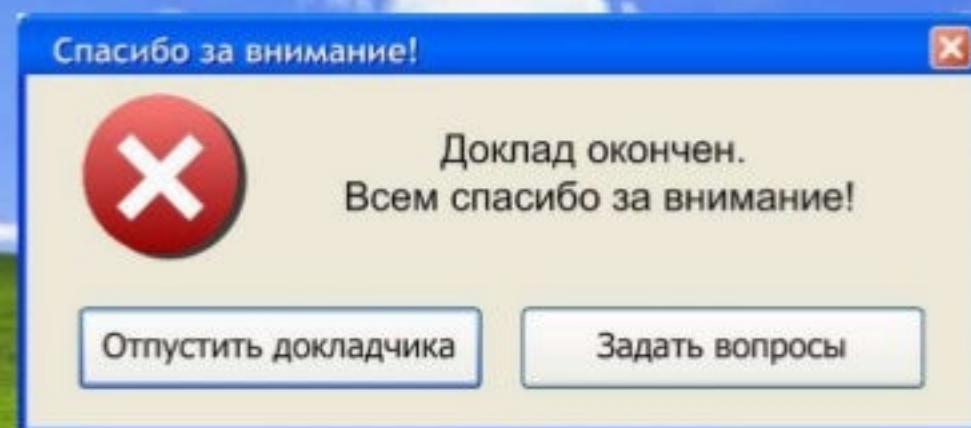 Спасибо за внимание!
Доклад окончен.
Всем спасибо за внимание!
Отпустить докладчика
Задать вопросы